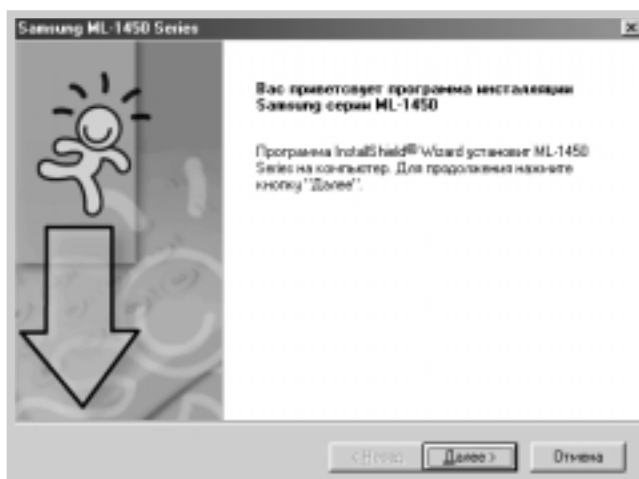 Samsung ML-1450 Series
Вас приветсвует программа инсталляции
Samsung серии ML-1450
Программа InstallShield® Wizard установит ML-1450
Series на компьютер. Для продолжения нажмите
кнопку "Далее".
< Назад
Далее >
Отмена